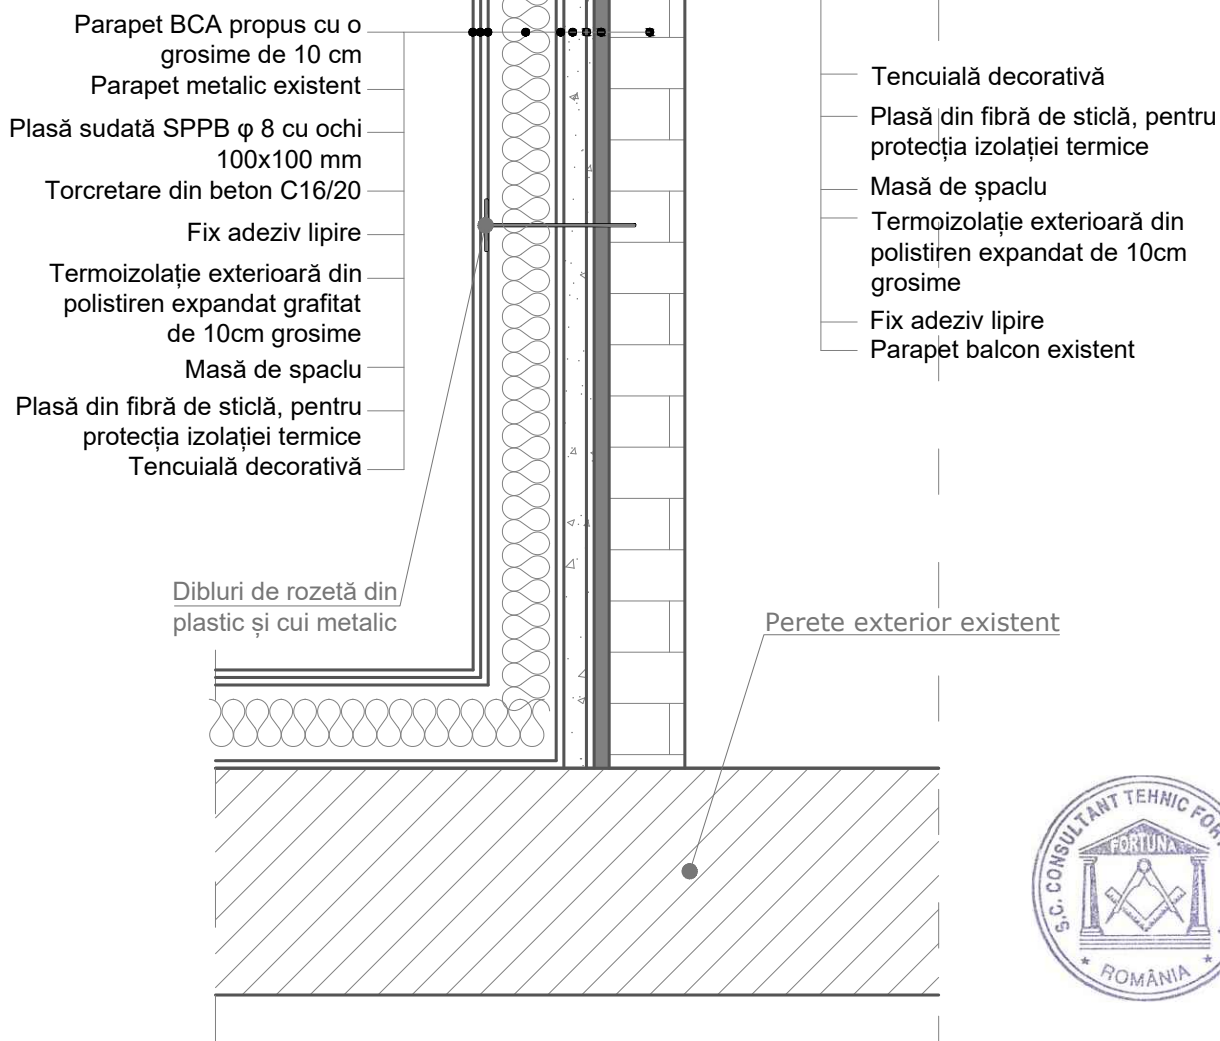 Parapet BCA propus cu o
grosime de 10 cm
Parapet metalic existent
Plasă sudată SPPB φ 8 cu ochi
100x100 mm
Torcretare din beton C16/20
Fix adeziv lipire
Termoizolație exterioară din
polistiren expandat grafitat
de 10cm grosime
Masă de spaclu
Plasă din fibră de sticlă, pentru
protecția izolației termice
Tencuială decorativă
Dibluri de rozetă din
plastic și cui metalic
Tencuială decorativă
Plasă din fibră de sticlă, pentru
protecția izolației termice
Masă de șpaclu
Termoizolație exterioară din
polistiren expandat de 10cm
grosime
Fix adeziv lipire
Parapet balcon existent
Perete exterior existent
S.C. CONSULTANT TEHNIC
FORTUNA
* ROMÂNIA *